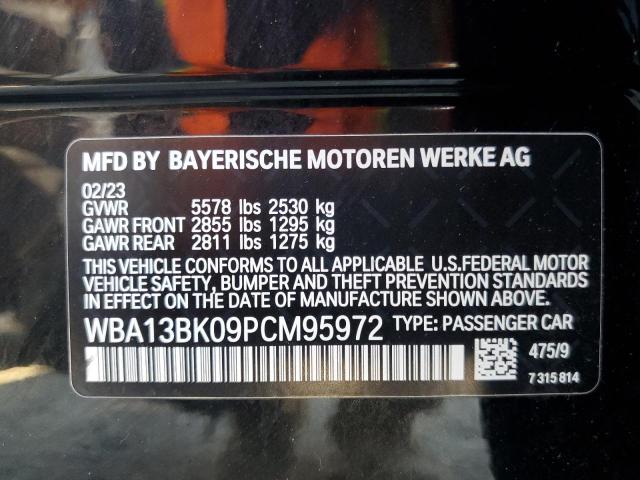 MFD BY BAYERISCHE MOTOREN WERKE AG
02/23
GVWR 5578 lbs 2530 kg
GAWR FRONT 2855 lbs 1295 kg
GAWR REAR 2811 lbs 1275 kg
THIS VEHICLE CONFORMS TO ALL APPLICABLE U.S.FEDERAL MOTOR
VEHICLE SAFETY, BUMPER AND THEFT PREVENTION STANDARDS
IN EFFECT ON THE DATE OF MANUFACTURE SHOWN ABOVE.
WBA13BK09PCM95972 TYPE: PASSENGER CAR
475/9
7 315 814